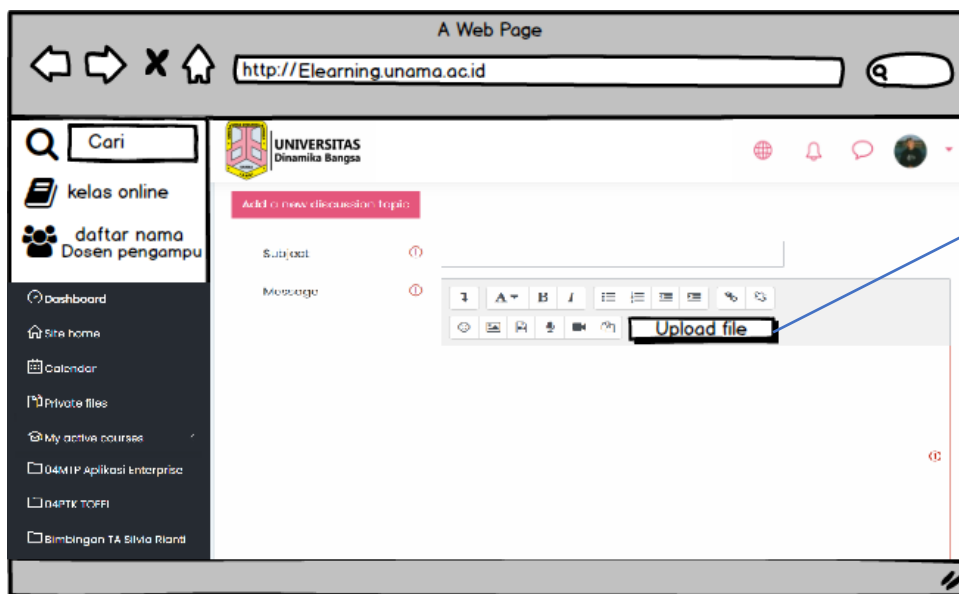 A Web Page
http://Elearning.unama.ac.id
Cari
UNIVERSITAS
Dinamika Bangsa
kelas online
Add a new discussion topic
daftar nama
Dosen pengampu
Subject
Message
A B I
Upload file
Dashboard
Site home
Calendar
Private files
My active courses
04MTP Aplikasi Enterprise
04PTK TOEFL
Bimbingan TA Silvia Rianti